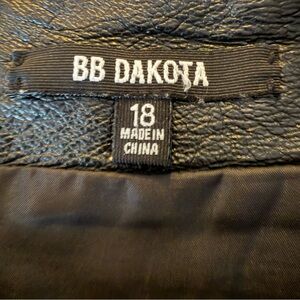 BB DAKOTA
18
MADE IN
CHINA